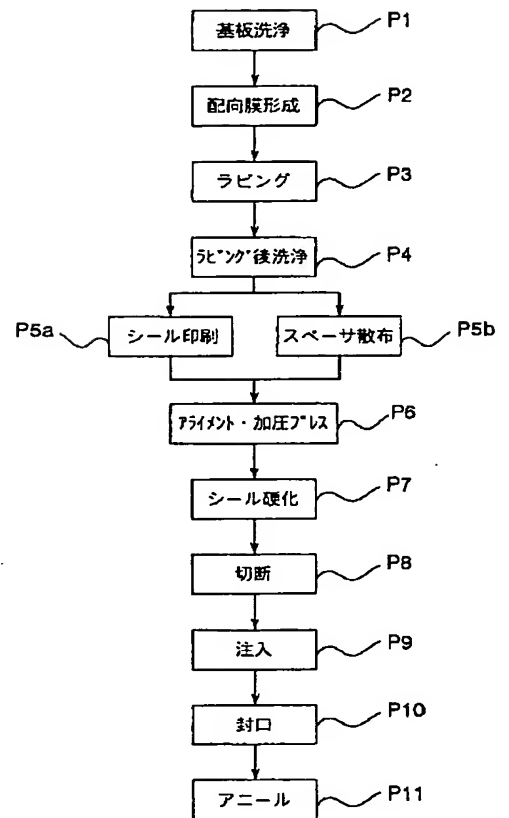 基板洗浄 P1
配向膜形成 P2
ラビング P3
ﾗﾋﾞﾝｸﾞ後洗浄 P4
P5a シール印刷 スペーサ散布 P5b
ｱﾗｲﾒﾝﾄ・加圧ﾌﾟﾚｽ P6
シール硬化 P7
切断 P8
注入 P9
封口 P10
アニール P11